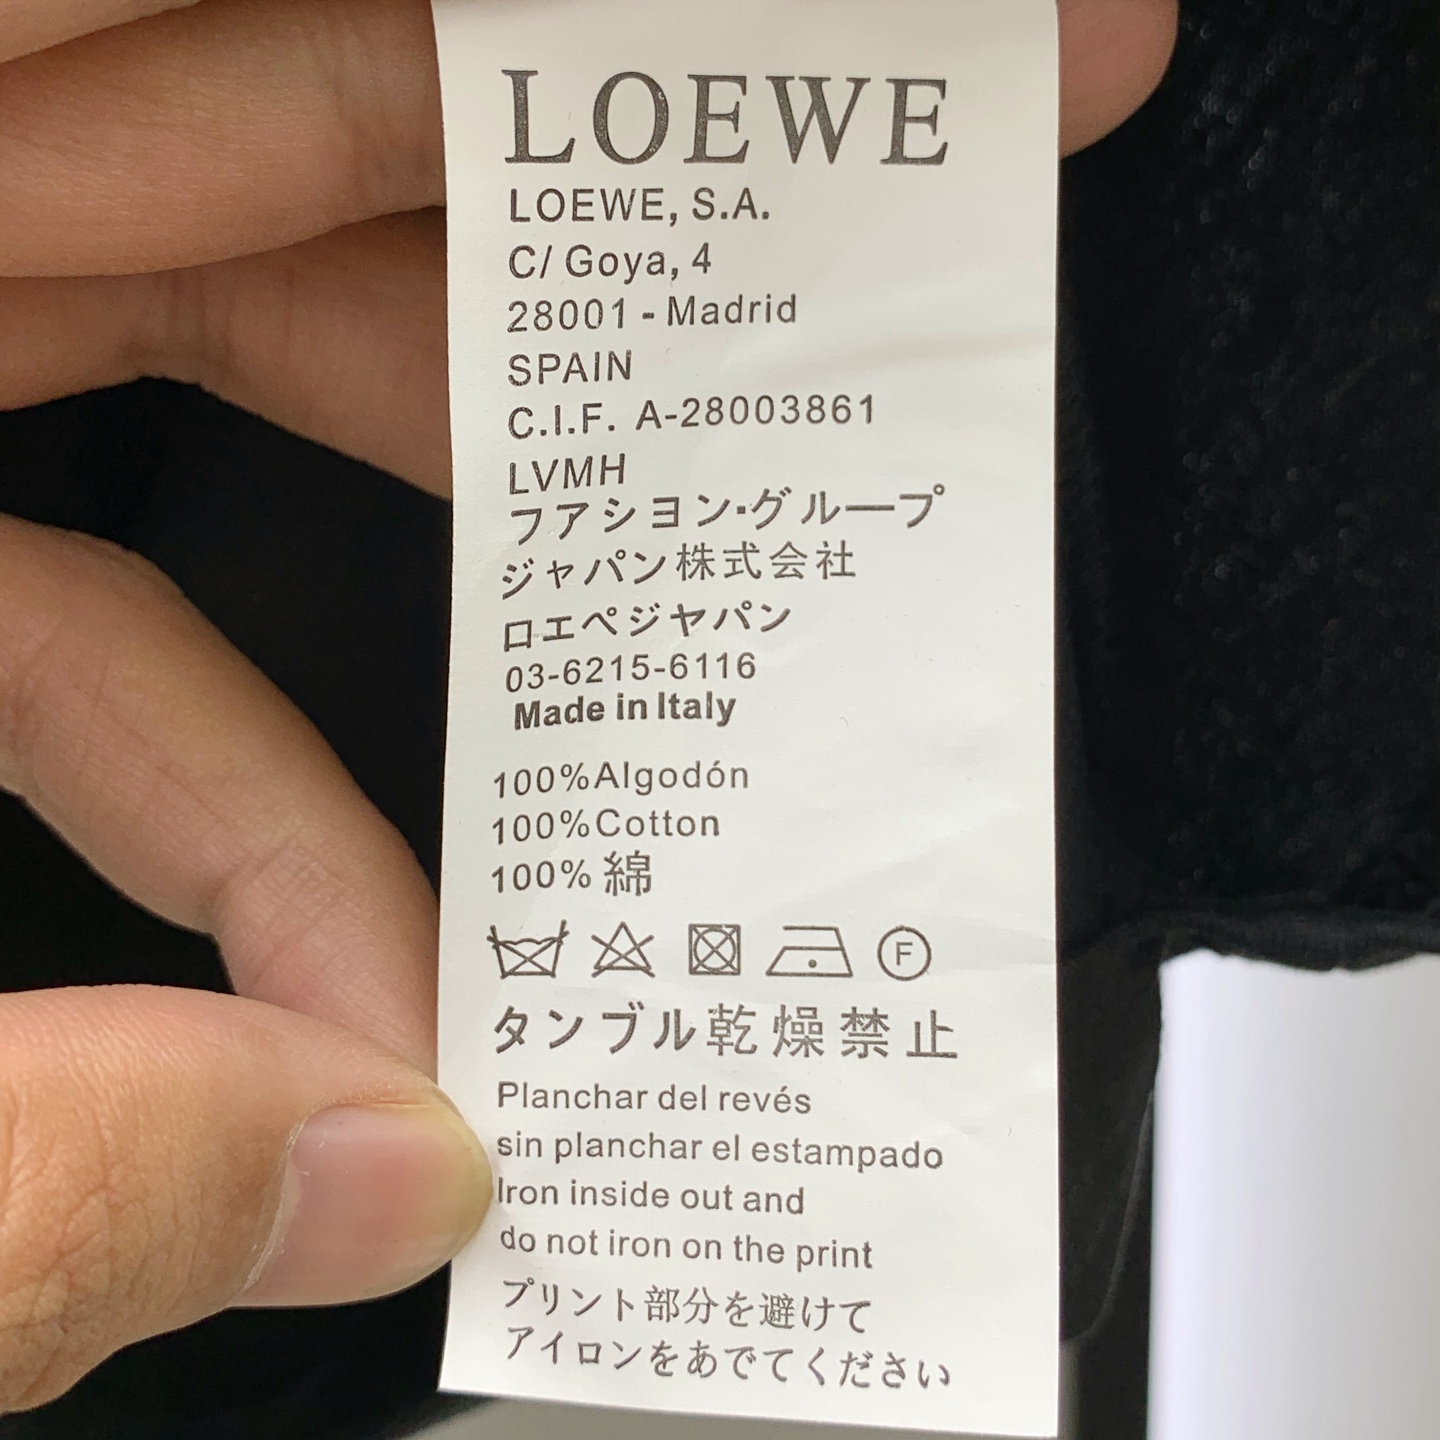 LOEWE
LOEWE, S.A.
C/ Goya, 4
28001 - Madrid
SPAIN
C.I.F. A-28003861
LVMH
フアシヨン·グループ
ジャパン株式会社
ロエペジヤパン
03-6215-6116
Made in Italy
100%Algodón
100%Cotton
100% 綿
F
タンブル乾燥禁止
Planchar del revés
sin planchar el estampado
Iron inside out and
do not iron on the print
プリント部分を避けて
アイロンをあでてください